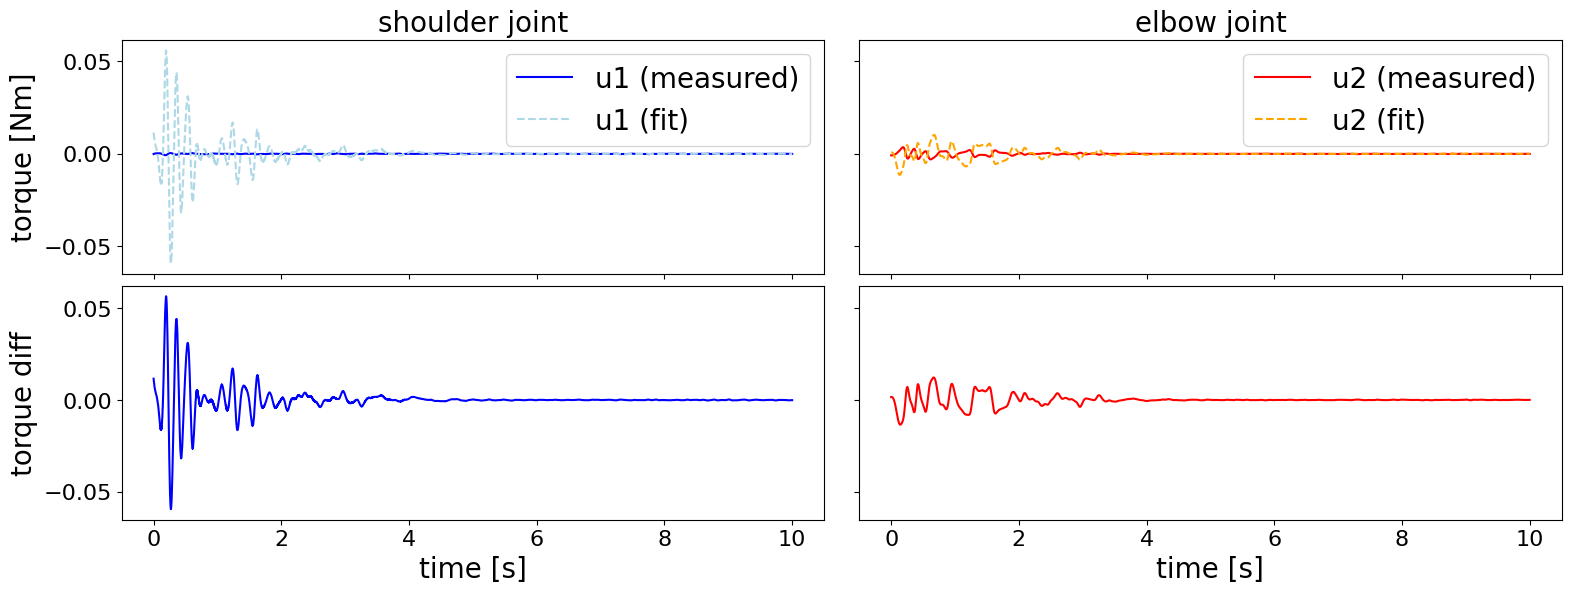 shoulder joint
elbow joint
torque [Nm]
0.05
0.00
−0.05
u1 (measured)
u1 (fit)
u2 (measured)
u2 (fit)
torque diff
0.05
0.00
−0.05
0 2 4 6 8 10
0 2 4 6 8 10
time [s]
time [s]